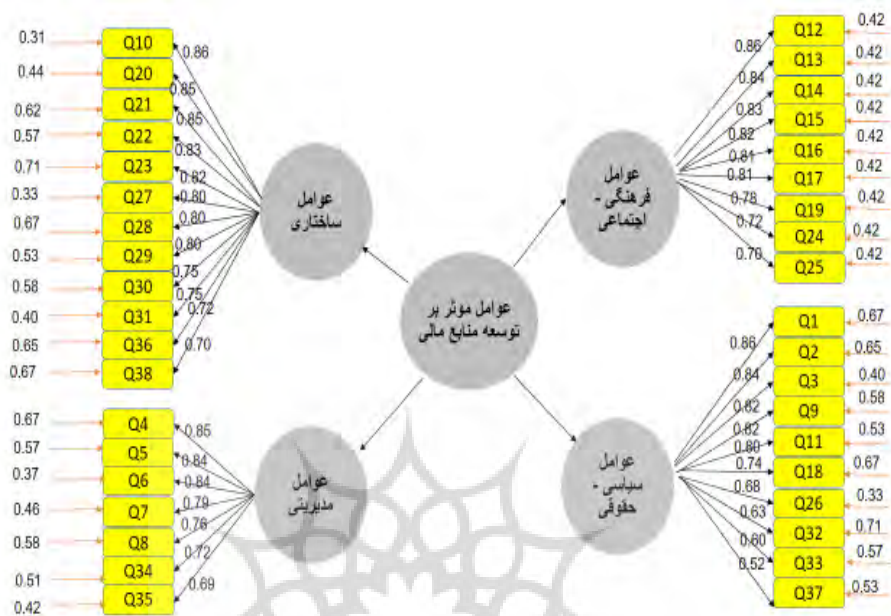 0.31 Q10 0.86
0.44 Q20 0.85
0.62 Q21 0.85
0.57 Q22 0.83
0.71 Q23 0.82
0.33 Q27 0.80
0.67 Q28 0.80
0.53 Q29 0.80
0.58 Q30 0.75
0.40 Q31 0.75
0.65 Q36 0.72
0.67 Q38 0.70
عوامل
ساختاری
0.86 Q12 0.42
0.84 Q13 0.42
0.83 Q14 0.42
0.82 Q15 0.42
0.81 Q16 0.42
0.81 Q17 0.42
0.78 Q19 0.42
0.72 Q24 0.42
0.70 Q25 0.42
عوامل
فرهنگی -
اجتماعی
عوامل موثر بر
توسعه منابع مالی
0.67 Q4 0.85
0.57 Q5 0.84
0.37 Q6 0.84
0.46 Q7 0.79
0.58 Q8 0.76
0.51 Q34 0.72
0.42 Q35 0.69
عوامل
مدیریتی
0.86 Q1 0.67
0.84 Q2 0.65
0.82 Q3 0.40
0.82 Q9 0.58
0.80 Q11 0.53
0.74 Q18 0.67
0.68 Q26 0.33
0.63 Q32 0.71
0.60 Q33 0.57
0.52 Q37 0.53
عوامل
سیاسی -
حقوقی